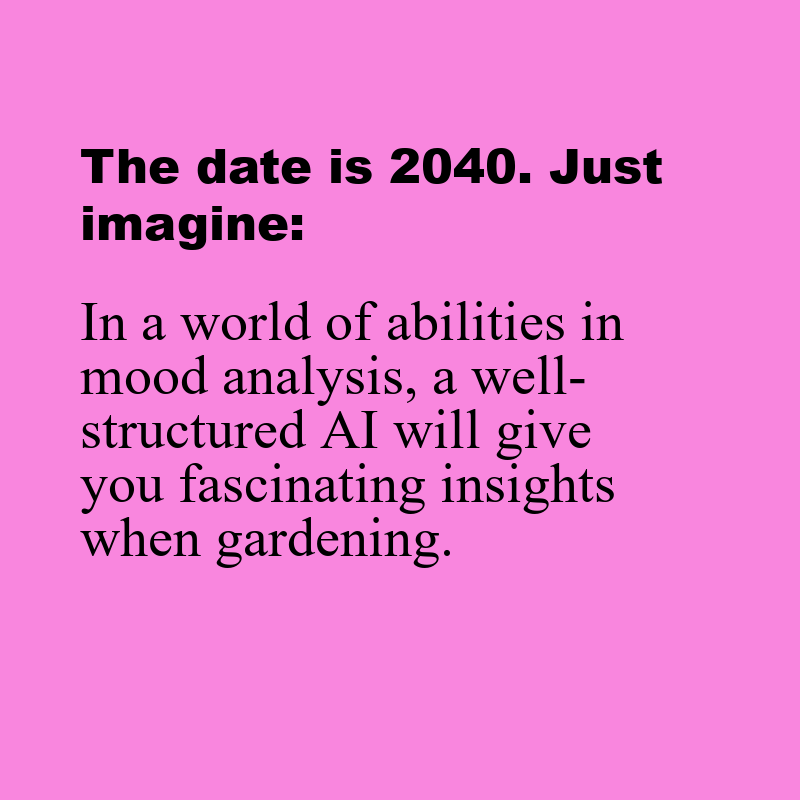 The date is 2040. Just
imagine:
In a world of abilities in
mood analysis, a well-
structured AI will give
you fascinating insights
when gardening.